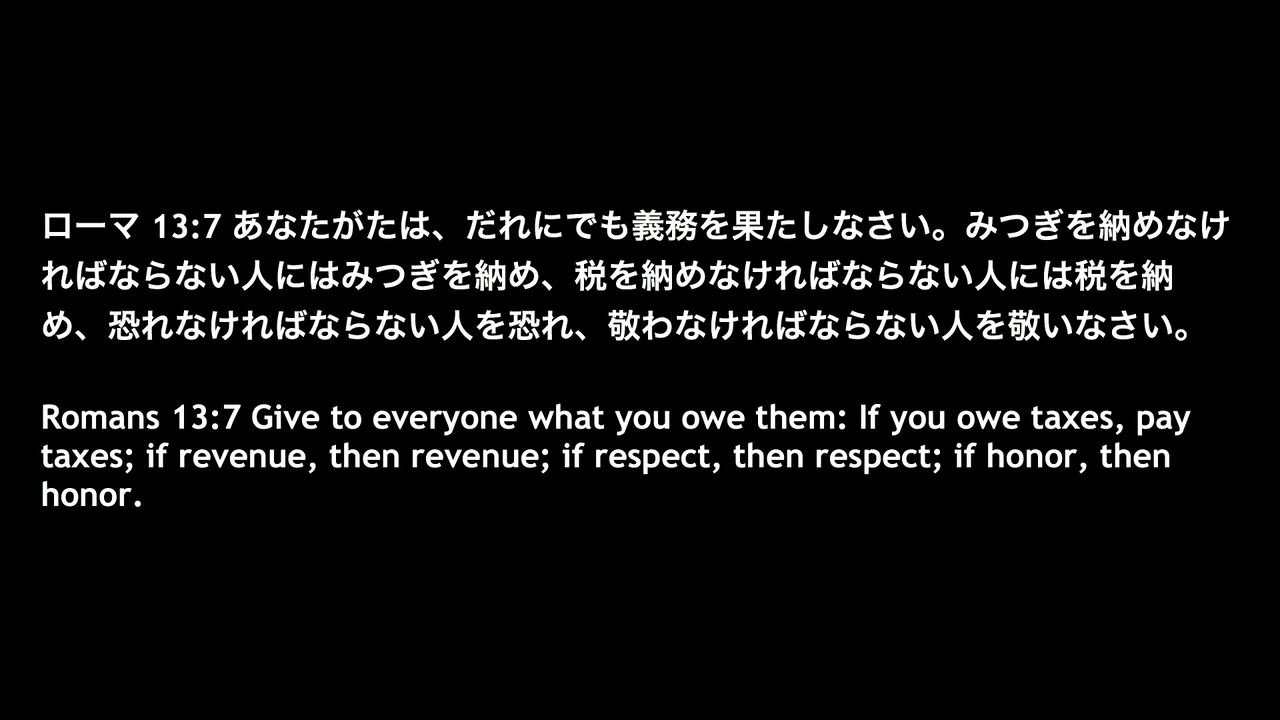 ローマ 13:7 あなたがたは、だれにでも義務を果たしなさい。みつぎを納めなけ
ればならない人にはみつぎを納め、税を納めなければならない人には税を納
め、恐れなければならない人を恐れ、敬わなければならない人を敬いなさい。
Romans 13:7 Give to everyone what you owe them: If you owe taxes, pay
taxes; if revenue, then revenue; if respect, then respect; if honor, then
honor.